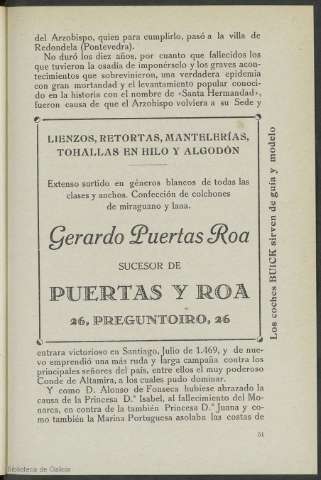 del Arzobispo, quien para cumplirlo, pasó a la villa de
Redondela (Pontevedra).
No duró los diez años, por cuanto que fallecidos los
que tuvieron la osadía de imponérselo y los graves acon-
tecimientos que sobrevinieron, una verdadera epidemia
con gran mortandad y el levantamiento popular conoci-
do en la historia con el nombre de «Santa Hermandad»,
fueron causa de que el Arzobispo volviera a su Sede y
LIENZOS, RETORTAS, MANTELERÍAS,
TOHALLAS EN HILO Y ALGODÓN
Extenso surtido en géneros blancos de todas las
clases y anchos. Confección de colchones
de miraguano y lana.
Gerardo Puertas Roa
SUCESOR DE
PUERTAS Y ROA
26, PREGUNTOIRO, 26
Los coches BUICK sirven de guía y modelo
entrara victorioso en Santiago, Julio de 1.469, y de nue-
vo emprendió una más ruda y larga campaña contra los
principales señores del país, entre ellos el muy poderoso
Conde de Altamira, a los cuales pudo dominar.
Y como D. Alonso de Fonseca hubiese abrazado la
causa de la Princesa D.ª Isabel, al fallecimiento del Mo-
narca, en contra de la también Princesa D.ª Juana y co-
mo también la Marina Portuguesa asolaba las costas de
51
Biblioteca de Galicia